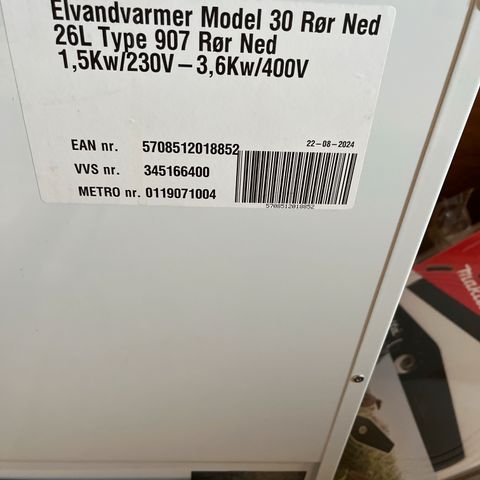 Elvandvarmer Model 30 Rør Ned
26L Type 907 Rør Ned
1,5Kw/230V–3,6Kw/400V
EAN nr. 5708512018852
22–08–2024
VVS nr. 345166400
METRO nr. 0119071004
5708512018852